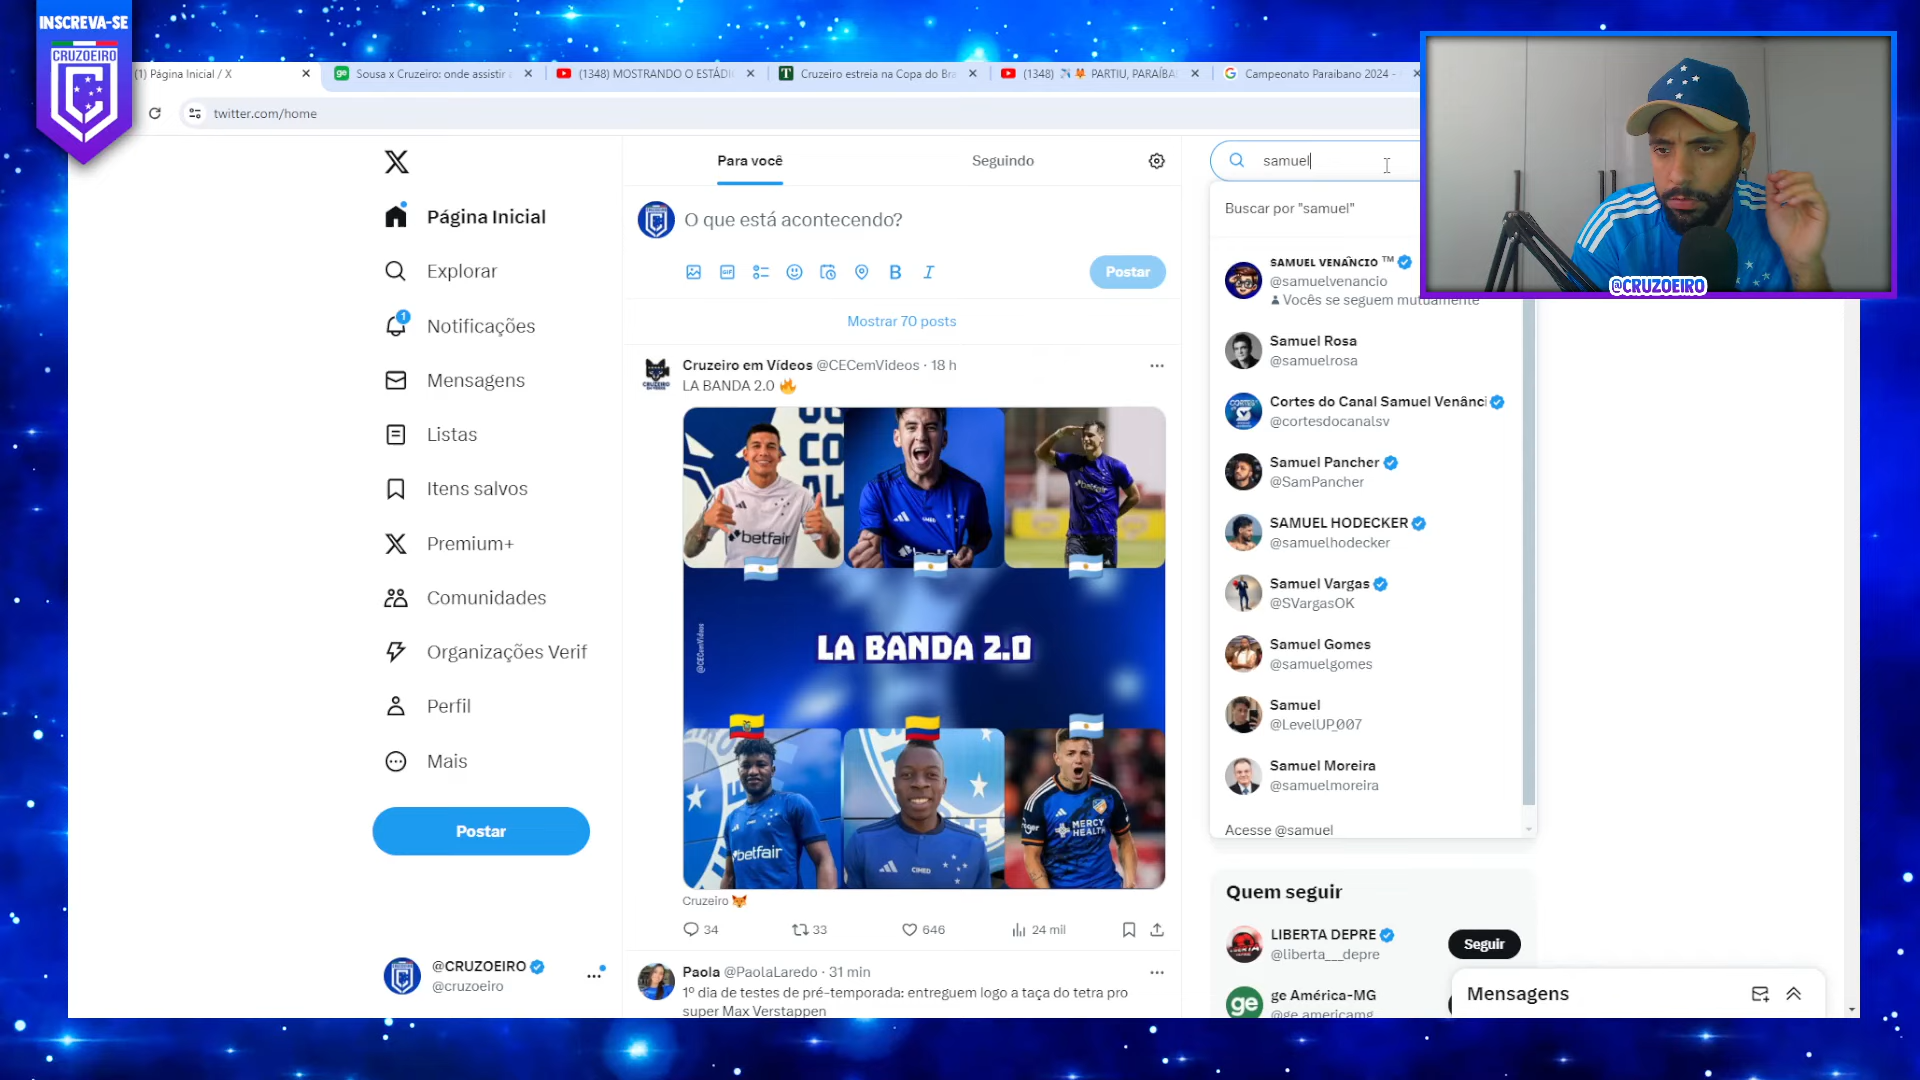 INSCREVA-SE
CRUZOEIRO
(1) Página Inicial / X
Sousa x Cruzeiro: onde assistir
(1348) MOSTRANDO O ESTÁDI
Cruzeiro estreia na Copa do Bra
(1348) ✈️ 🦊 PARTIU, PARAÍBA
Campeonato Paraibano 2024 -
twitter.com/home
Para você
Seguindo
samuel
Página Inicial
Explorar
Notificações
Mensagens
Listas
Itens salvos
Premium+
Comunidades
Organizações Verif
Perfil
Mais
Postar
@CRUZOEIRO
@cruzoeiro
O que está acontecendo?
Postar
Mostrar 70 posts
Cruzeiro em Vídeos @CECemVideos · 18 h
LA BANDA 2.0 🔥
betfair
CIMED
betfair
@CECemVideos
LA BANDA 2.0
betfair
CIMED
MERCY HEALTH
Cruzeiro 🦊
34
33
646
24 mil
Paola @PaolaLaredo · 31 min
1º dia de testes de pré-temporada: entreguem logo a taça do tetra pro
super Max Verstappen
Buscar por "samuel"
SAMUEL VENÂNCIO ™
@samuelvenancio
Vocês se seguem mutuamente
Samuel Rosa
@samuelrosa
Cortes do Canal Samuel Venânci
@cortesdocanalsv
Samuel Pancher
@SamPancher
SAMUEL HODECKER
@samuelhodecker
Samuel Vargas
@SVargasOK
Samuel Gomes
@samuelgomes
Samuel
@LevelUP_007
Samuel Moreira
@samuelmoreira
Acesse @samuel
Quem seguir
LIBERTA DEPRE
@liberta___depre
Seguir
ge América-MG
@ge_americamg
Mensagens
@CRUZOEIRO